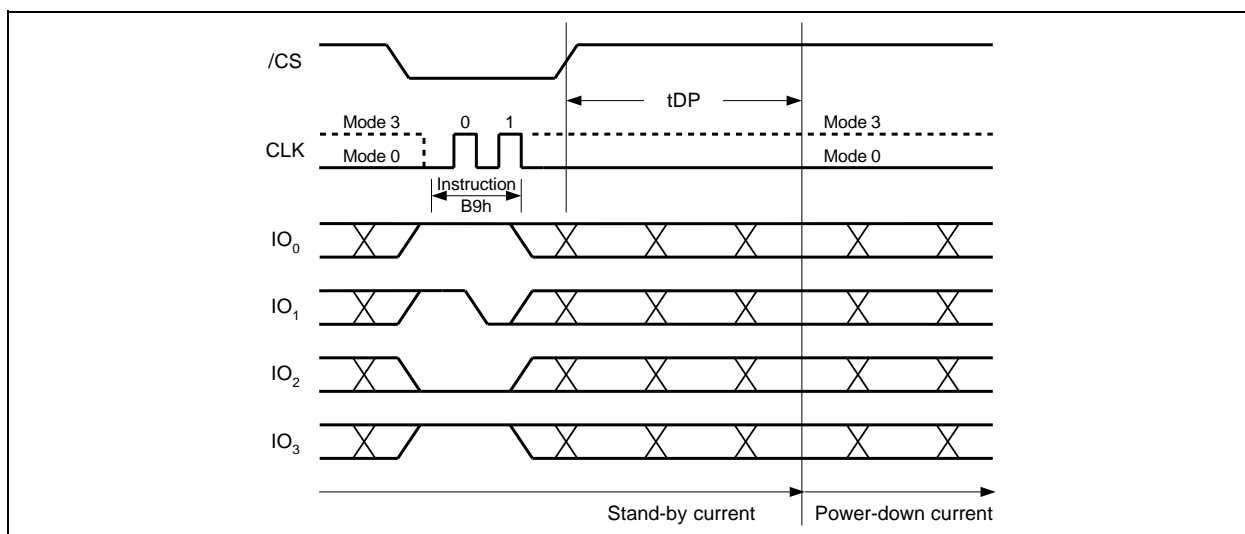 /CS
tDP
Mode 3 0 1 Mode 3
CLK
Mode 0 Mode 0
Instruction
B9h
IO0
IO1
IO2
IO3
Stand-by current Power-down current